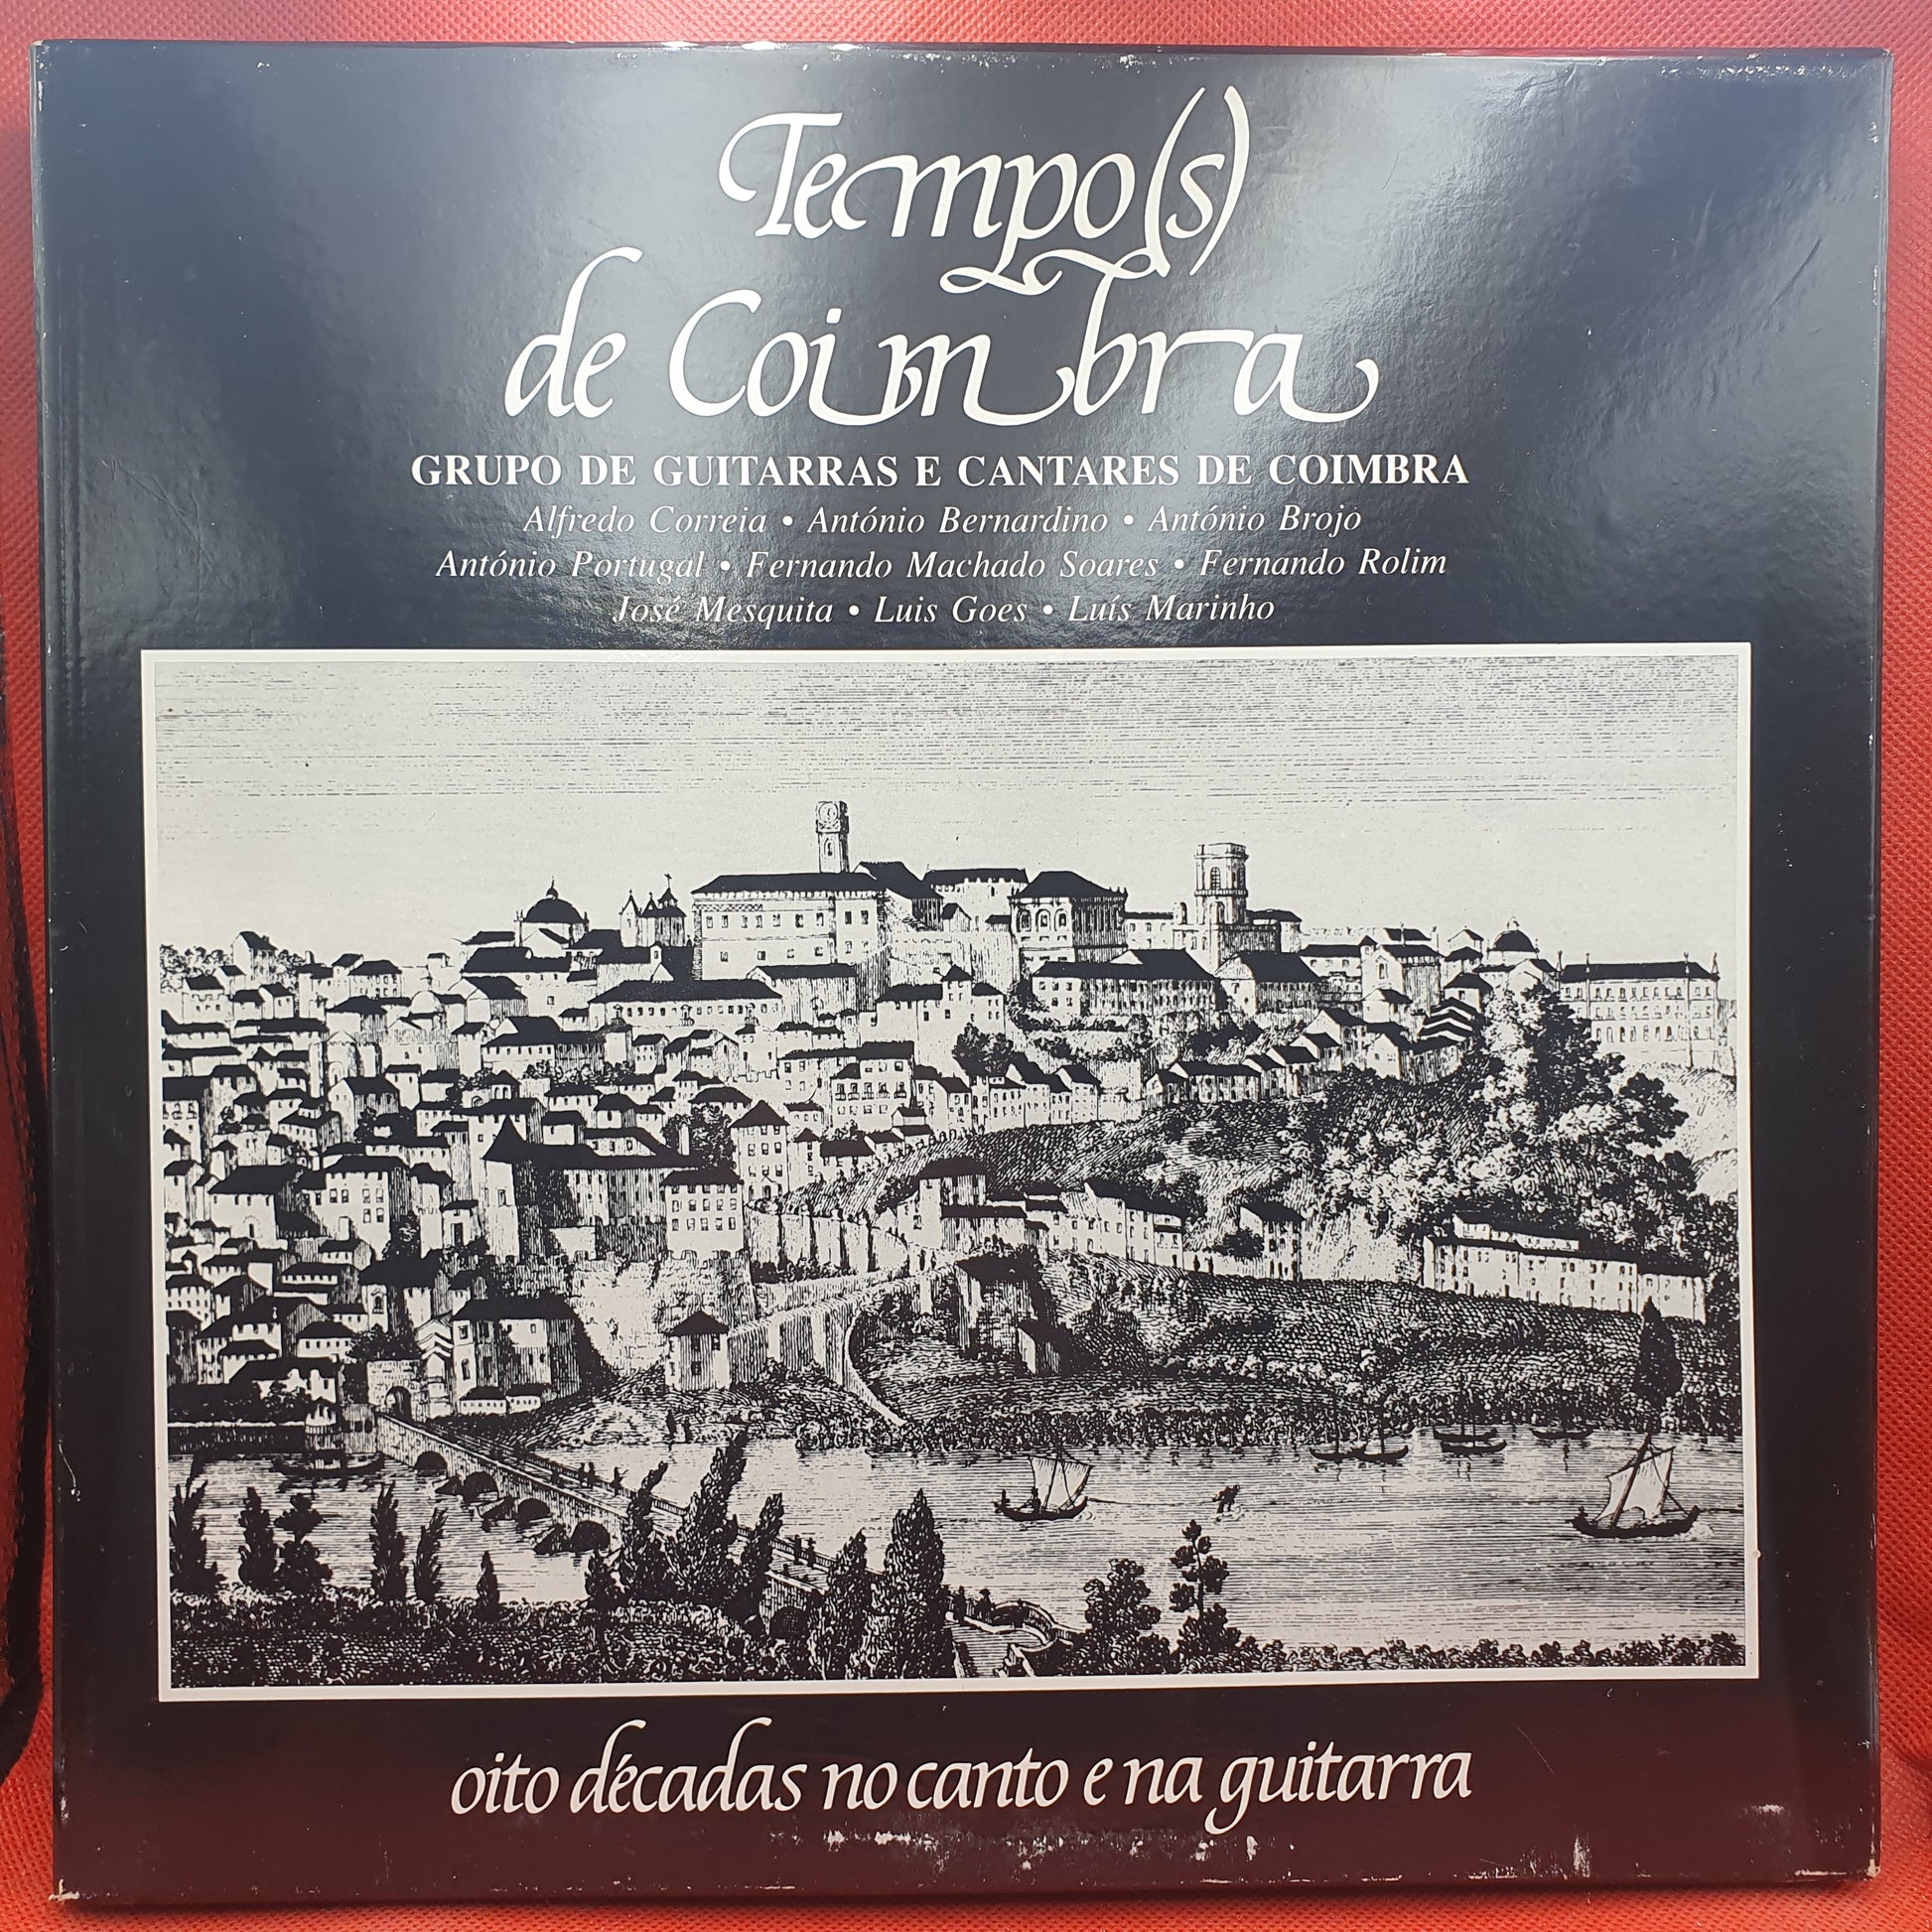 Tempo(s)
de Coimbra
GRUPO DE GUITARRAS E CANTARES DE COIMBRA
Alfredo Correia • António Bernardino • António Brojo
António Portugal • Fernando Machado Soares • Fernando Rolim
José Mesquita • Luis Goes • Luís Marinho
oito décadas no canto e na guitarra